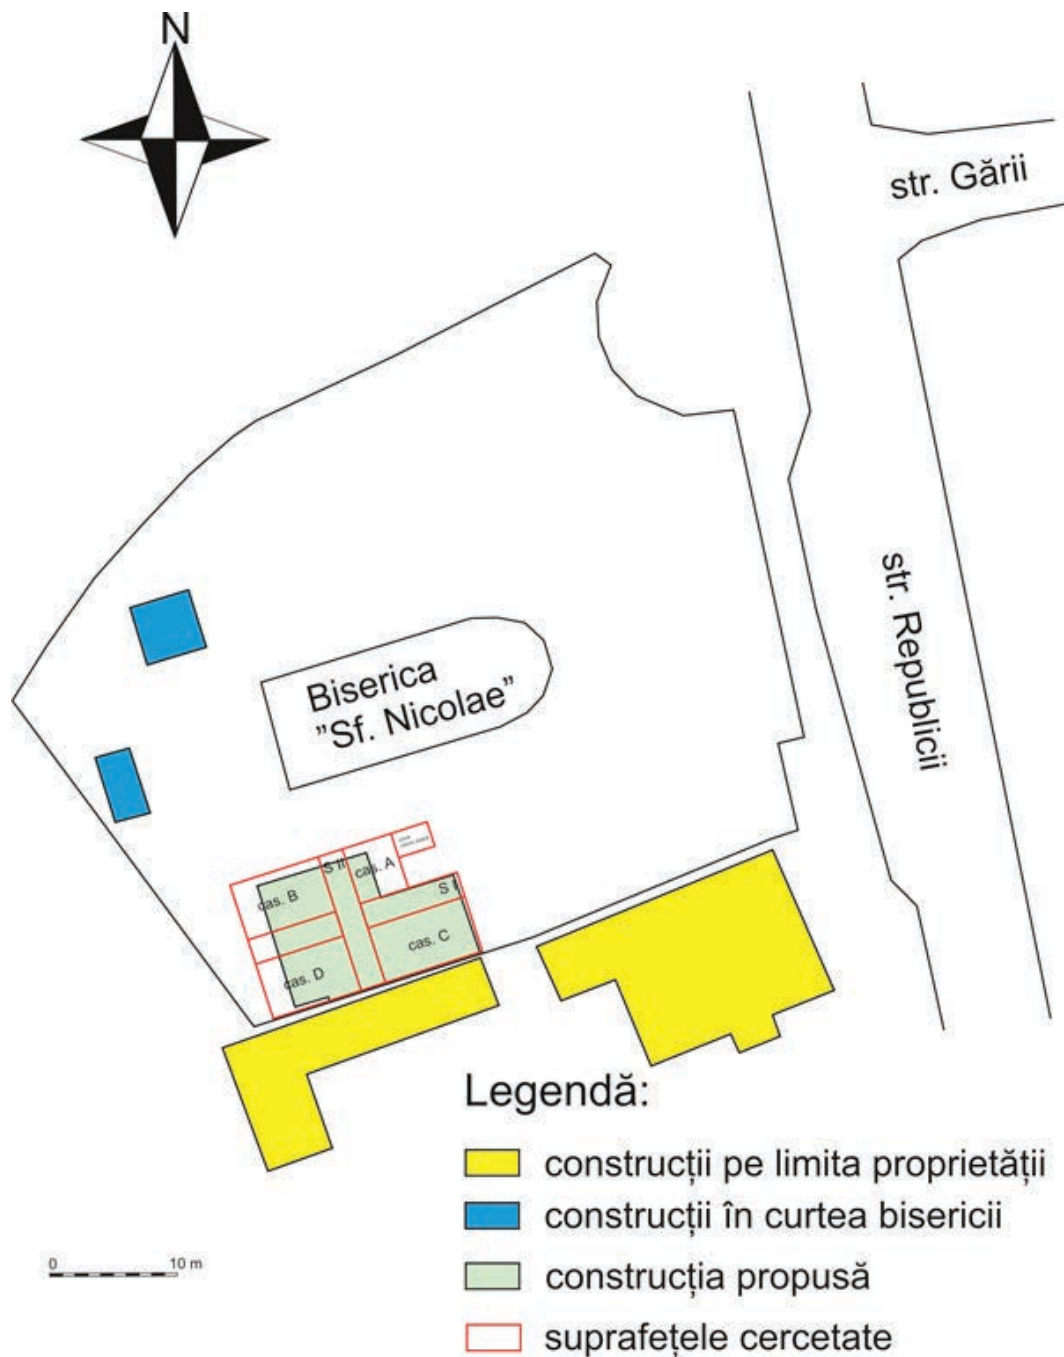 N
str. Gării
str. Republicii
Biserica
”Sf. Nicolae”
S II
cas. A
cas. B
S I
cas. C
cas. D
Legendă:
construcții pe limita proprietății
construcții în curtea bisericii
construcția propusă
suprafețele cercetate
0 10 m